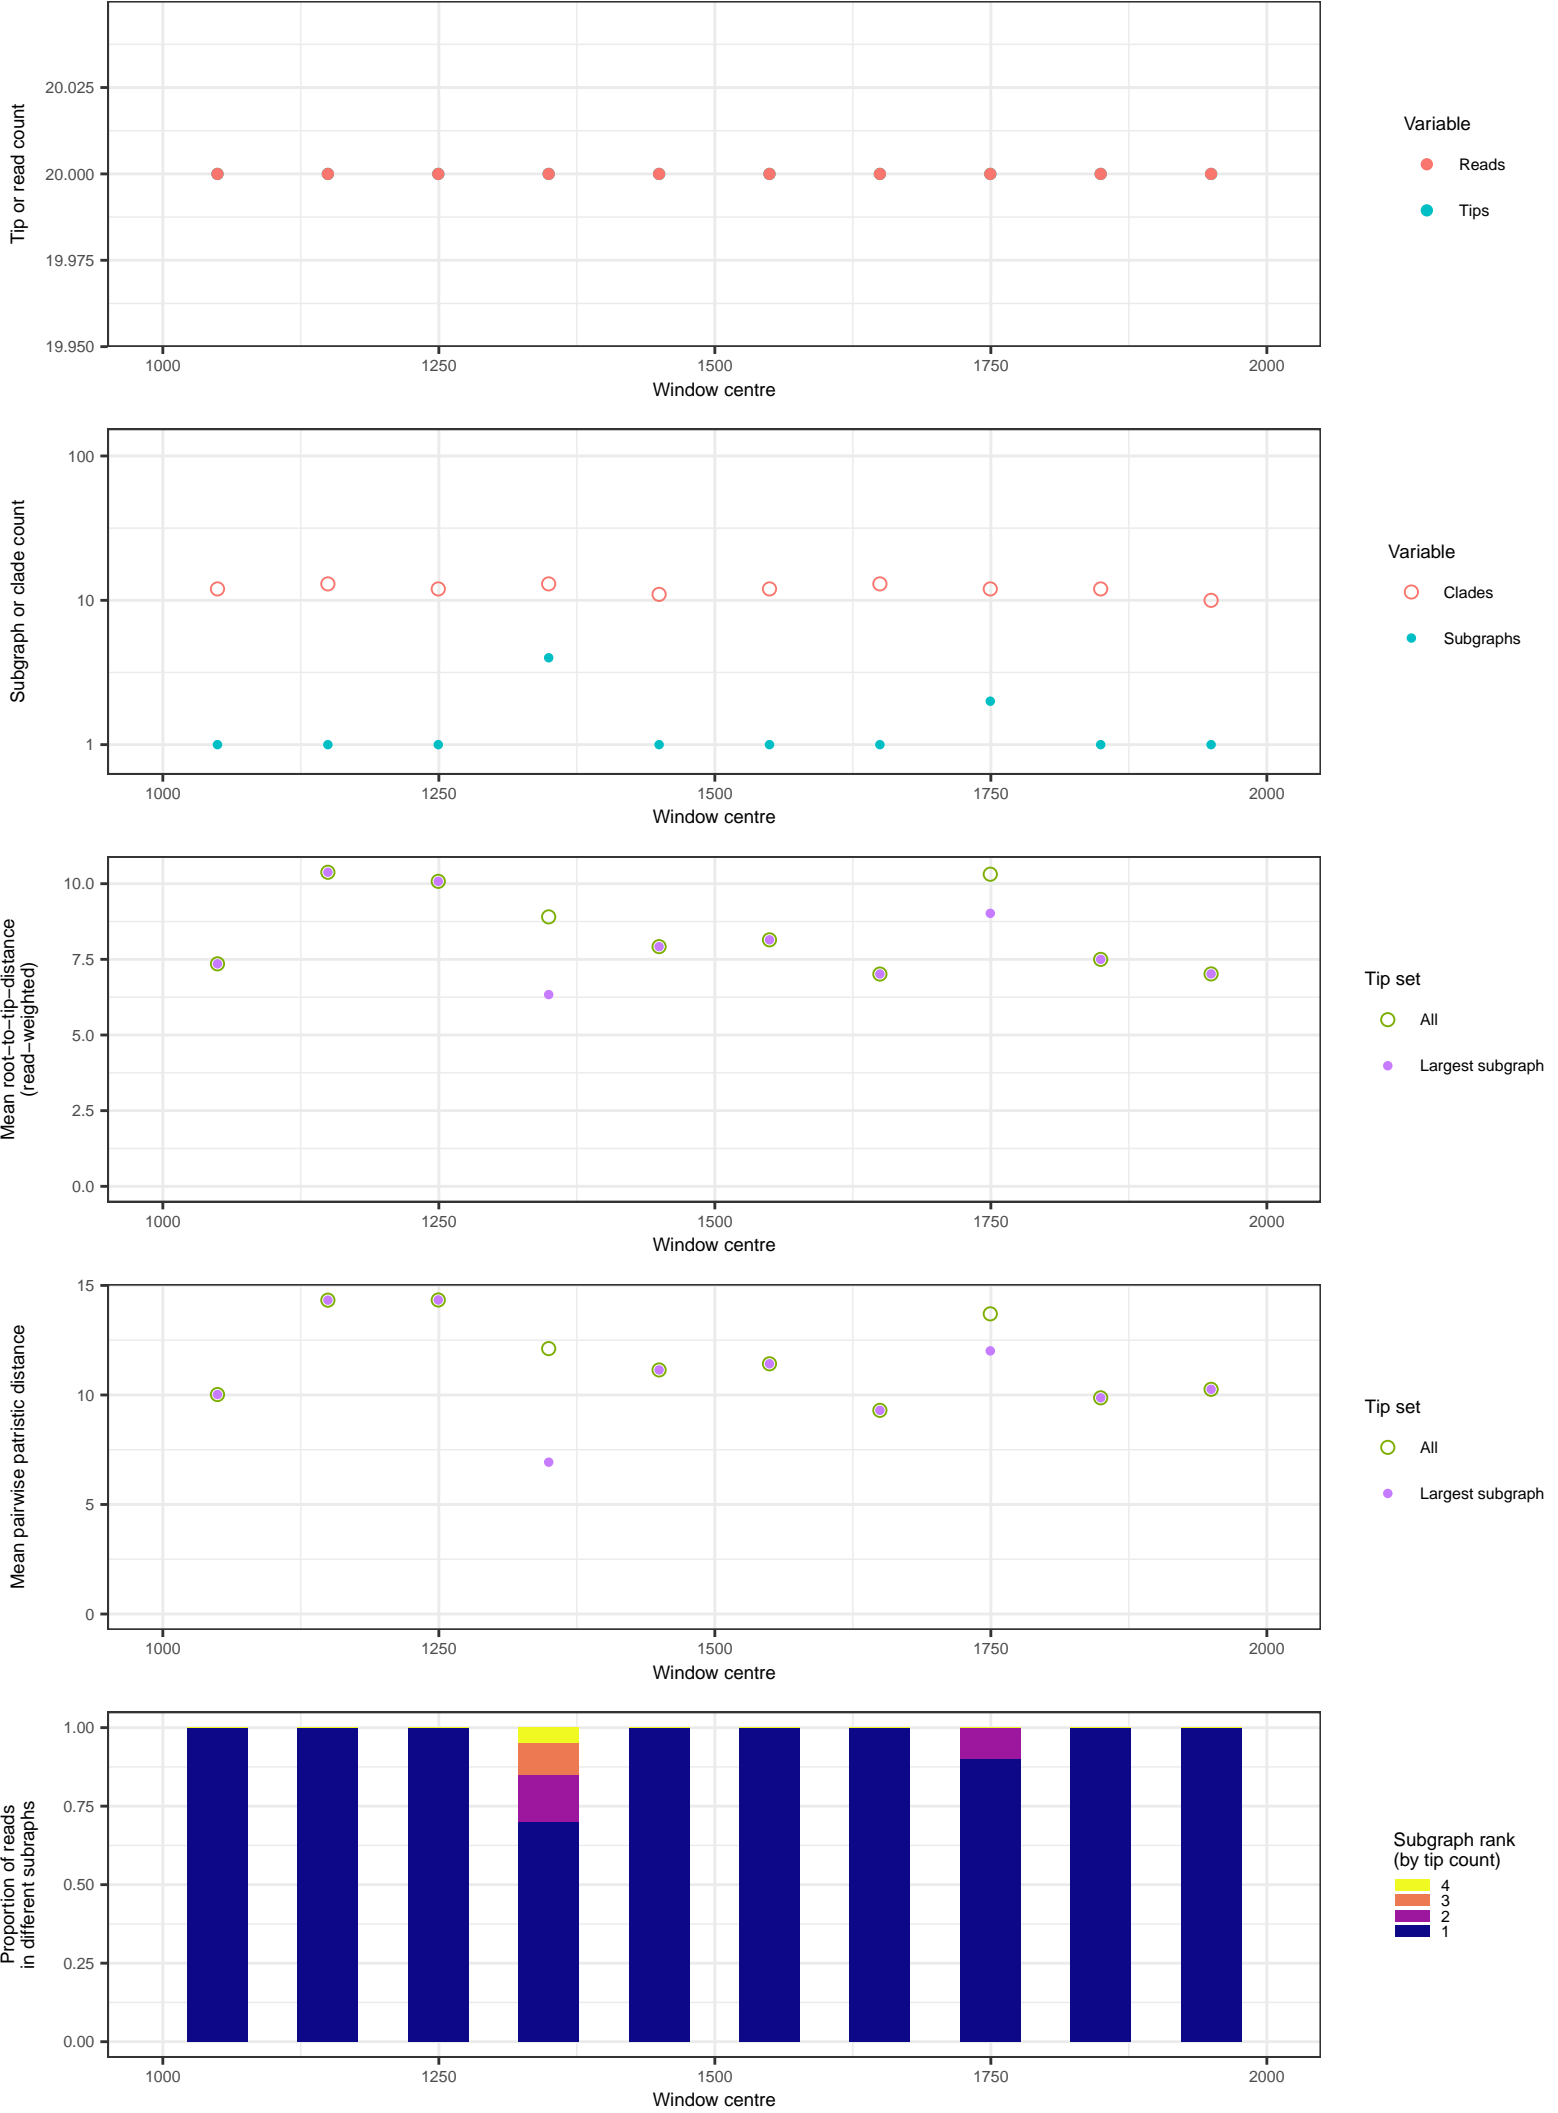 20.025
20.000
19.975
19.950
Tip or read count
1000 1250 1500 1750 2000
Window centre
Variable
Reads
Tips
100
10
1
Subgraph or clade count
1000 1250 1500 1750 2000
Window centre
Variable
Clades
Subgraphs
10.0
7.5
5.0
2.5
0.0
Mean root−to−tip−distance
(read−weighted)
1000 1250 1500 1750 2000
Window centre
Tip set
All
Largest subgraph
15
10
5
0
Mean pairwise patristic distance
1000 1250 1500 1750 2000
Window centre
Tip set
All
Largest subgraph
1.00
0.75
0.50
0.25
0.00
Proportion of reads
in different subraphs
1000 1250 1500 1750 2000
Window centre
Subgraph rank
(by tip count)
4
3
2
1